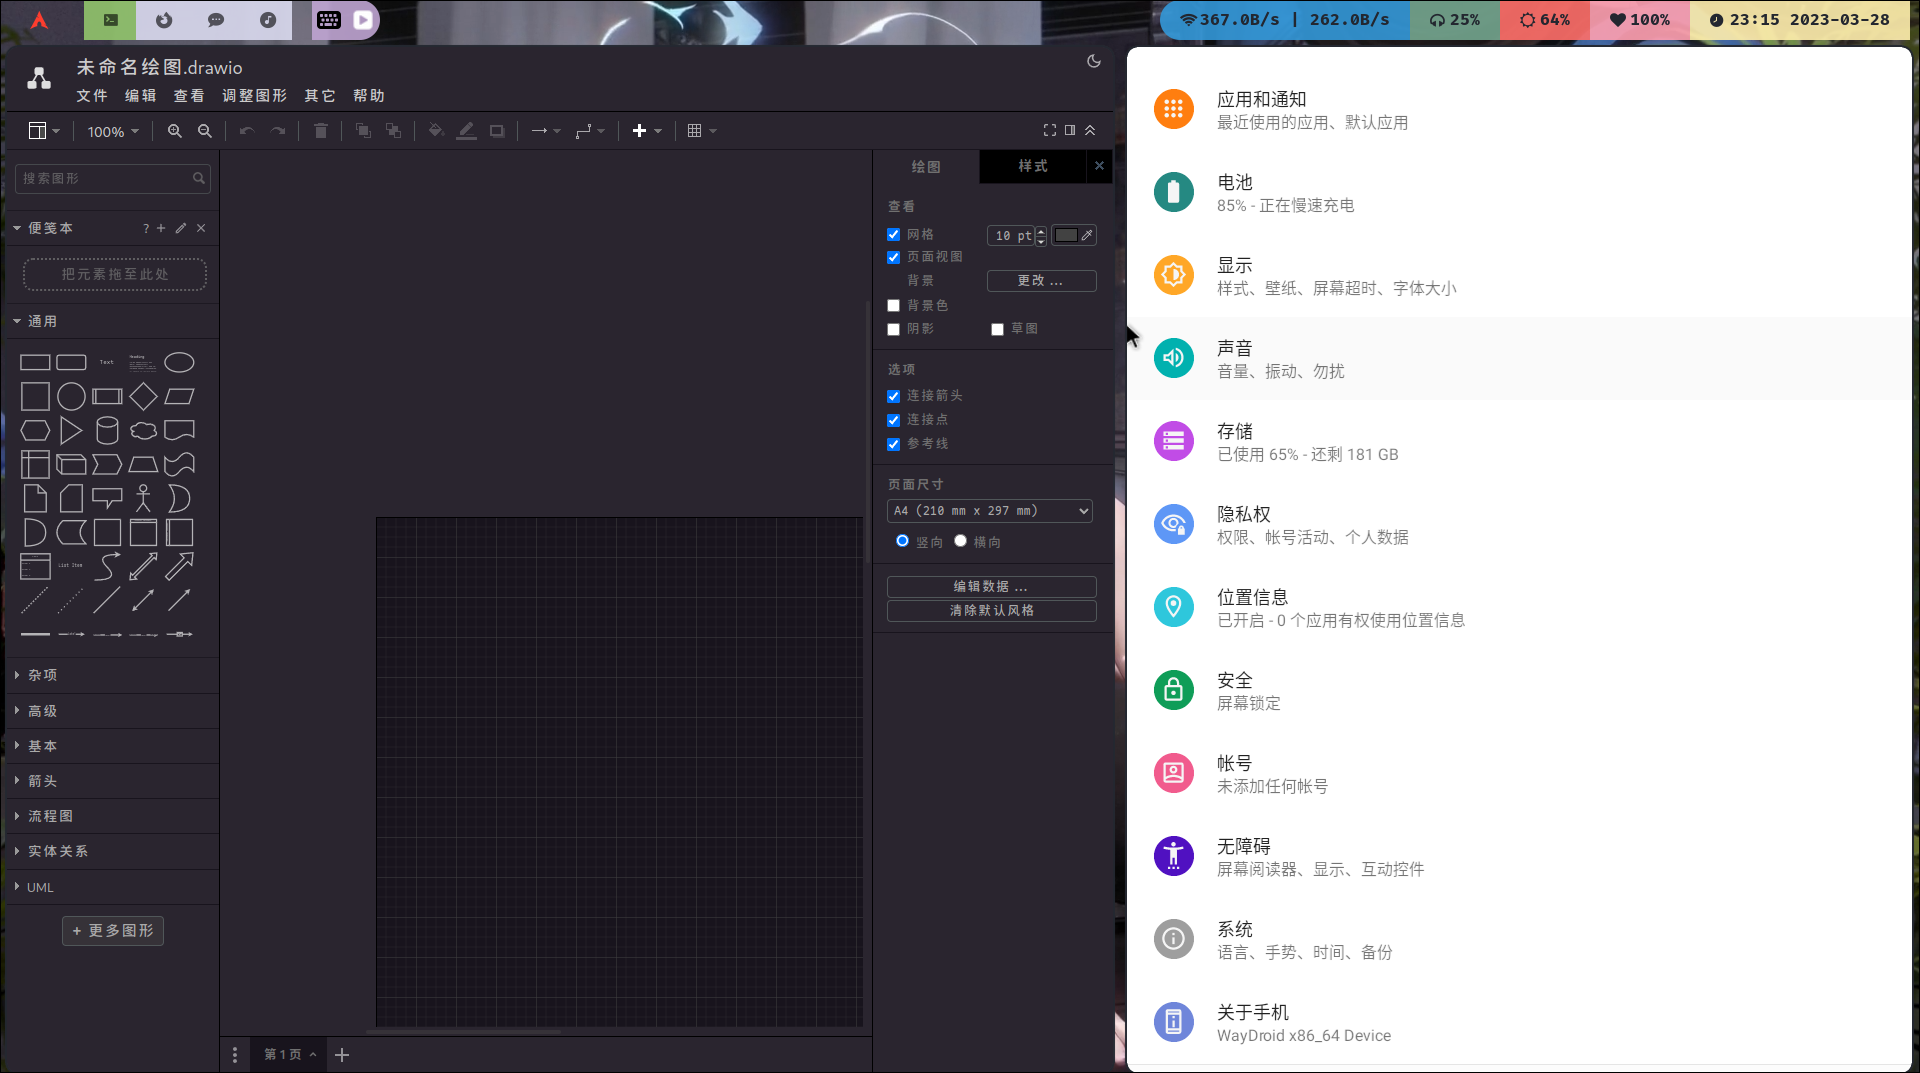 367.0B/s | 262.0B/s
25%
64%
100%
23:15 2023-03-28
未命名绘图.drawio
文件 编辑 查看 调整图形 其它 帮助
100%
搜索图形
便笺本
?
把元素拖至此处
通用
Text
Heading
List Item
杂项
高级
基本
箭头
流程图
实体关系
UML
+ 更多图形
第1页
绘图
样式
查看
网格
10 pt
页面视图
背景
更改 ...
背景色
阴影
草图
选项
连接箭头
连接点
参考线
页面尺寸
A4 (210 mm x 297 mm)
竖向
横向
编辑数据 ...
清除默认风格
应用和通知
最近使用的应用、默认应用
电池
85% - 正在慢速充电
显示
样式、壁纸、屏幕超时、字体大小
声音
音量、振动、勿扰
存储
已使用 65% - 还剩 181 GB
隐私权
权限、帐号活动、个人数据
位置信息
已开启 - 0 个应用有权使用位置信息
安全
屏幕锁定
帐号
未添加任何帐号
无障碍
屏幕阅读器、显示、互动控件
系统
语言、手势、时间、备份
关于手机
WayDroid x86_64 Device